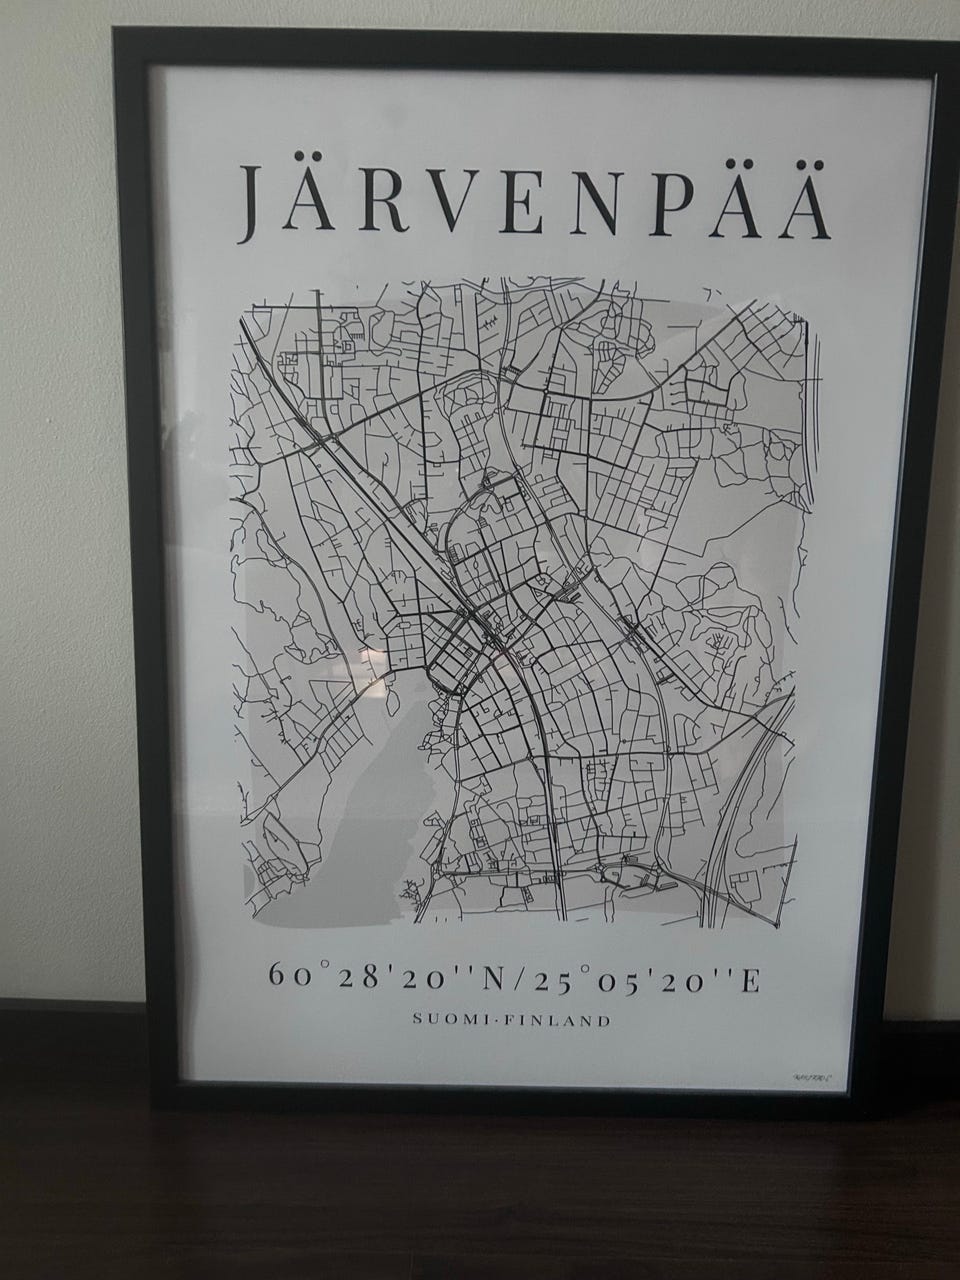 JÄRVENPÄÄ
60°28'20''N/25°05'20''E
SUOMI·FINLAND